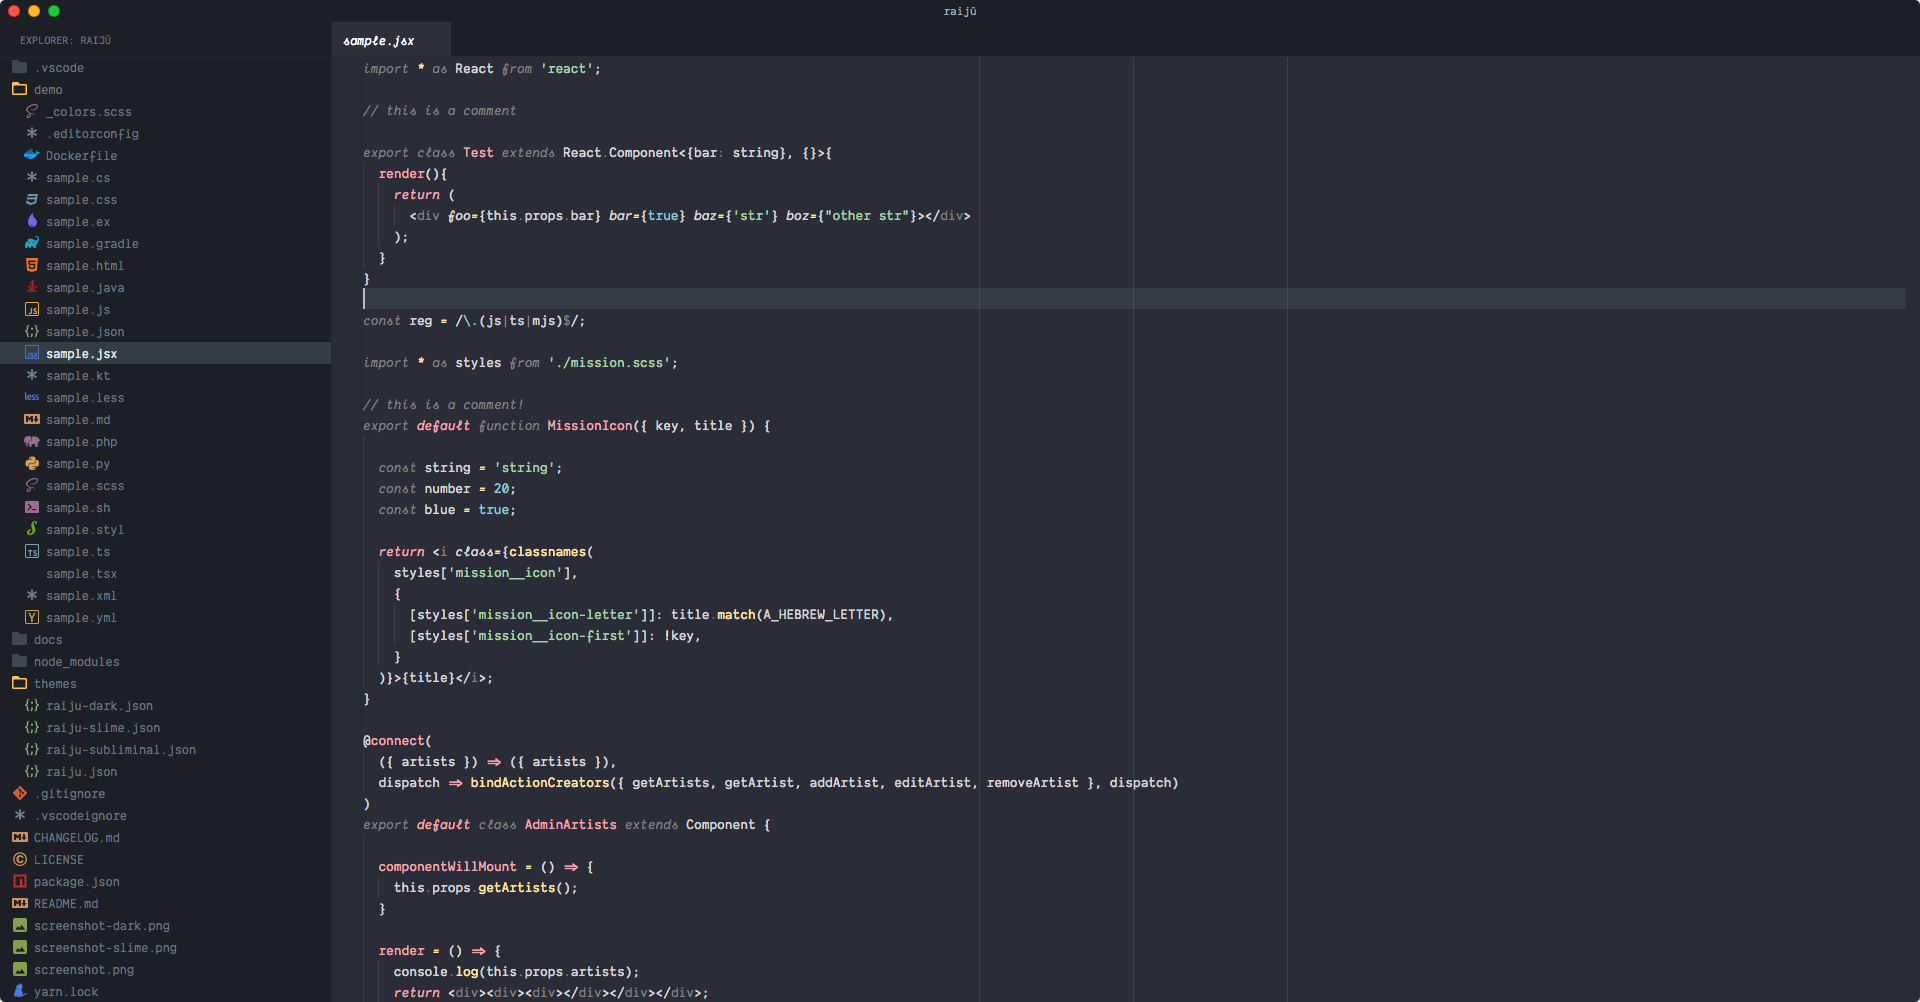 raijū
EXPLORER: RAIJŪ
.vscode
demo
_colors.scss
.editorconfig
Dockerfile
sample.cs
sample.css
sample.ex
sample.gradle
sample.html
sample.java
JS sample.js
sample.json
JSX sample.jsx
sample.kt
less sample.less
M sample.md
sample.php
sample.py
sample.scss
sample.sh
sample.styl
TS sample.ts
sample.tsx
sample.xml
Y sample.yml
docs
node_modules
themes
raiju-dark.json
raiju-slime.json
raiju-subliminal.json
raiju.json
.gitignore
.vscodeignore
M CHANGELOG.md
LICENSE
package.json
M README.md
screenshot-dark.png
screenshot-slime.png
screenshot.png
yarn.lock
sample.jsx
import * as React from 'react';
// this is a comment
export class Test extends React.Component<{bar: string}, {}>{
render(){
return (
<div foo={this.props.bar} bar={true} baz={'str'} boz={"other str"}></div>
);
}
}
const reg = /\.(js|ts|mjs)$/;
import * as styles from './mission.scss';
// this is a comment!
export default function MissionIcon({ key, title }) {
const string = 'string';
const number = 20;
const blue = true;
return <i class={classnames(
styles['mission__icon'],
{
[styles['mission__icon-letter']]: title.match(A_HEBREW_LETTER),
[styles['mission__icon-first']]: !key,
}
)}>{title}</i>;
}
@connect(
({ artists }) => ({ artists }),
dispatch => bindActionCreators({ getArtists, getArtist, addArtist, editArtist, removeArtist }, dispatch)
)
export default class AdminArtists extends Component {
componentWillMount = () => {
this.props.getArtists();
}
render = () => {
console.log(this.props.artists);
return <div><div><div></div></div></div>;